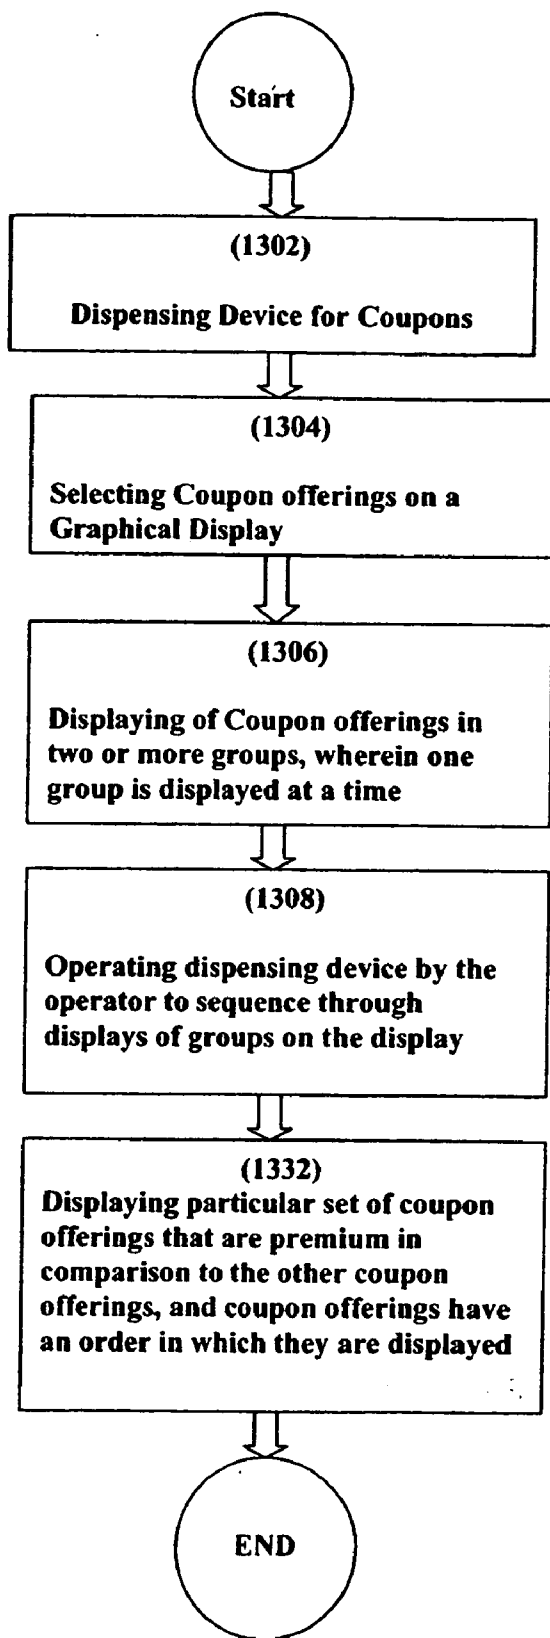 Start
(1302)
Dispensing Device for Coupons
(1304)
Selecting Coupon offerings on a
Graphical Display
(1306)
Displaying of Coupon offerings in
two or more groups, wherein one
group is displayed at a time
(1308)
Operating dispensing device by the
operator to sequence through
displays of groups on the display
(1332)
Displaying particular set of coupon
offerings that are premium in
comparison to the other coupon
offerings, and coupon offerings have
an order in which they are displayed
END